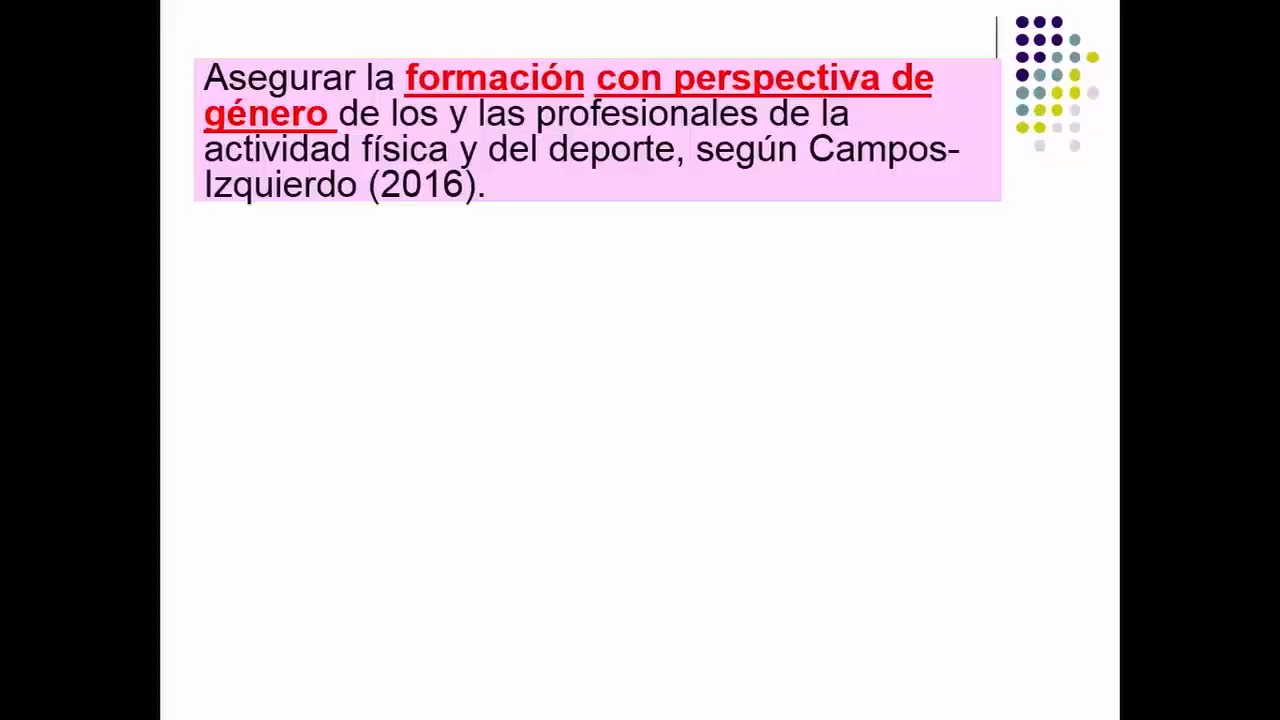 Asegurar la formación con perspectiva de
género de los y las profesionales de la
actividad física y del deporte, según Campos-
Izquierdo (2016).